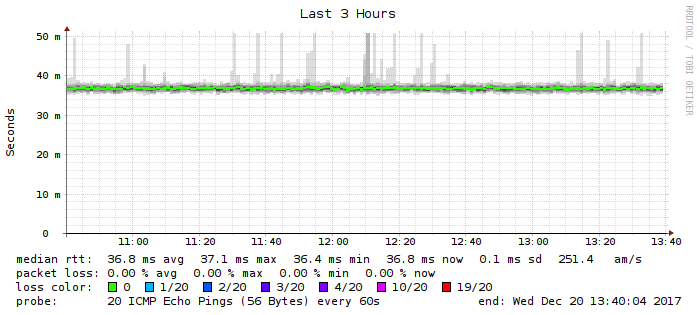 Last 3 Hours
RRDTOOL / TOBI OETIKER
Seconds
50 m
40 m
30 m
20 m
10 m
0
11:00 11:20 11:40 12:00 12:20 12:40 13:00 13:20 13:40
median rtt: 36.8 ms avg 37.1 ms max 36.4 ms min 36.8 ms now 0.1 ms sd 251.4 am/s
packet loss: 0.00 % avg 0.00 % max 0.00 % min 0.00 % now
loss color: 0 1/20 2/20 3/20 4/20 10/20 19/20
probe: 20 ICMP Echo Pings (56 Bytes) every 60s end: Wed Dec 20 13:40:04 2017